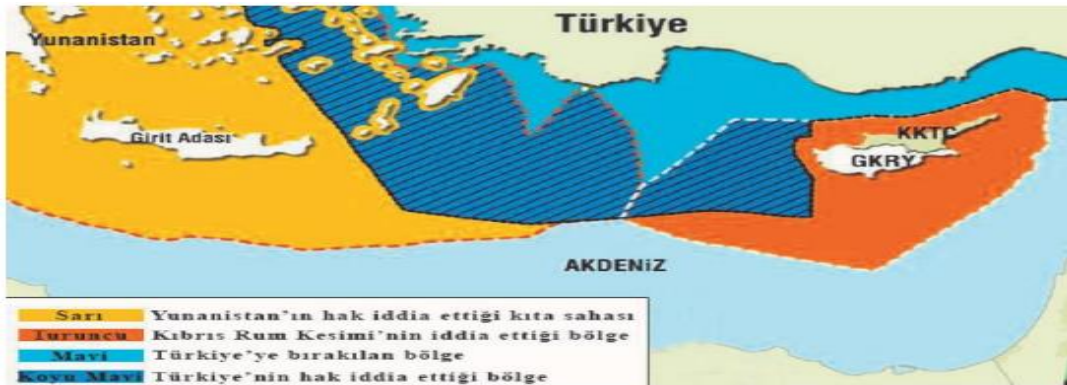 Türkiye
Yunanistan
Girit Adası
KKTC
GKRY
AKDENİZ
Sarı Yunanistan'ın hak iddia ettiği kıta sahası
Turuncu Kıbrıs Rum Kesimi'nin iddia ettiği bölge
Mavi Türkiye'ye bırakılan bölge
Koyu Mavi Türkiye'nin hak iddia ettiği bölge